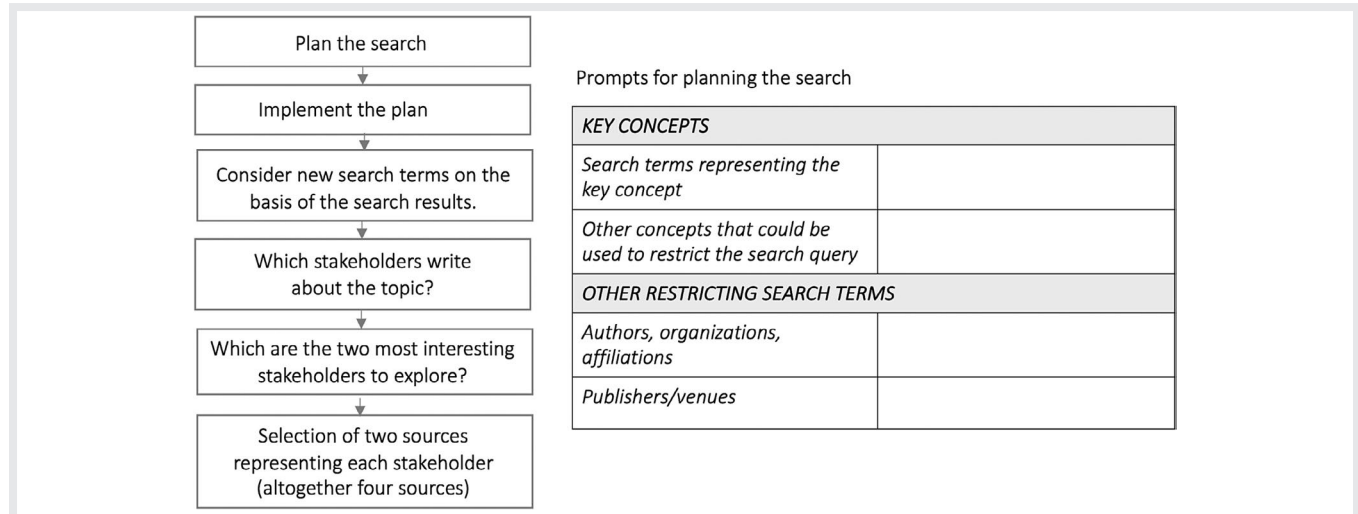 Plan the search
Implement the plan
Consider new search terms on the
basis of the search results.
Which stakeholders write
about the topic?
Which are the two most interesting
stakeholders to explore?
Selection of two sources
representing each stakeholder
(altogether four sources)
Prompts for planning the search
KEY CONCEPTS
Search terms representing the
key concept
Other concepts that could be
used to restrict the search query
OTHER RESTRICTING SEARCH TERMS
Authors, organizations,
affiliations
Publishers/venues